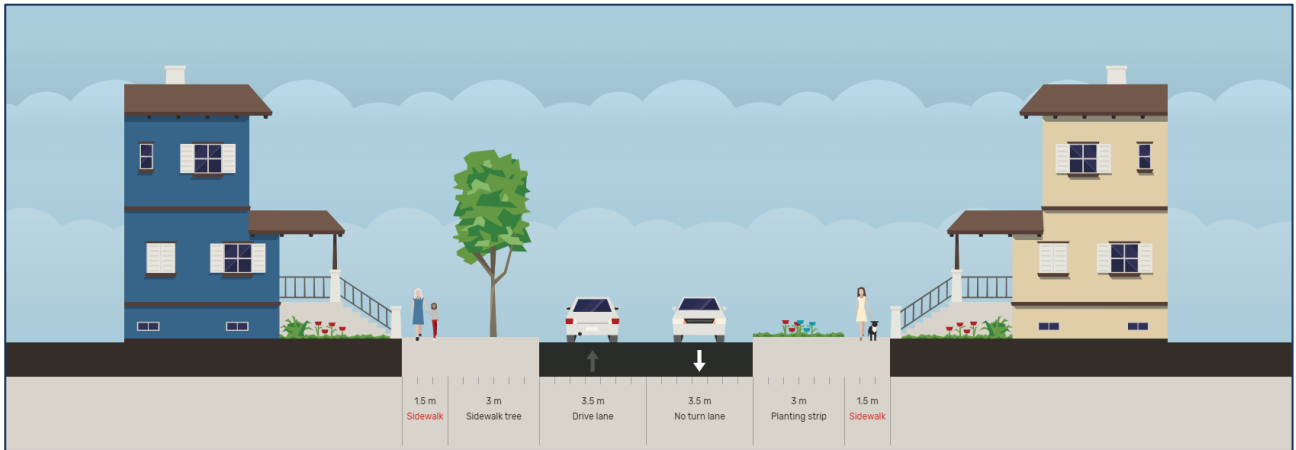 1.5 m
Sidewalk
3 m
Sidewalk tree
3.5 m
Drive lane
3.5 m
No turn lane
3 m
Planting strip
1.5 m
Sidewalk